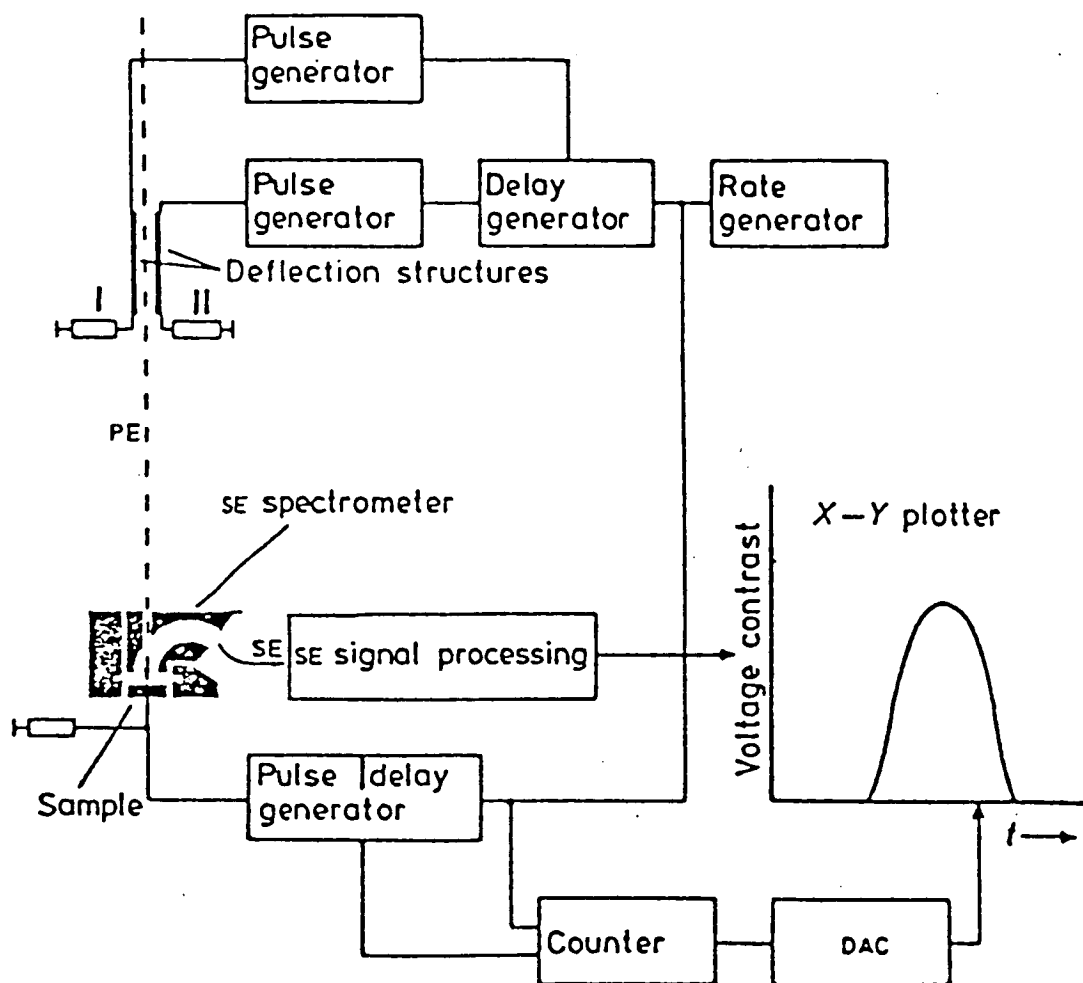 Pulse
generator
Pulse
generator
Delay
generator
Rate
generator
Deflection structures
I
II
PE
SE spectrometer
X-Y plotter
Voltage contrast
SE
SE signal processing
Sample
Pulse delay
generator
t
Counter
DAC